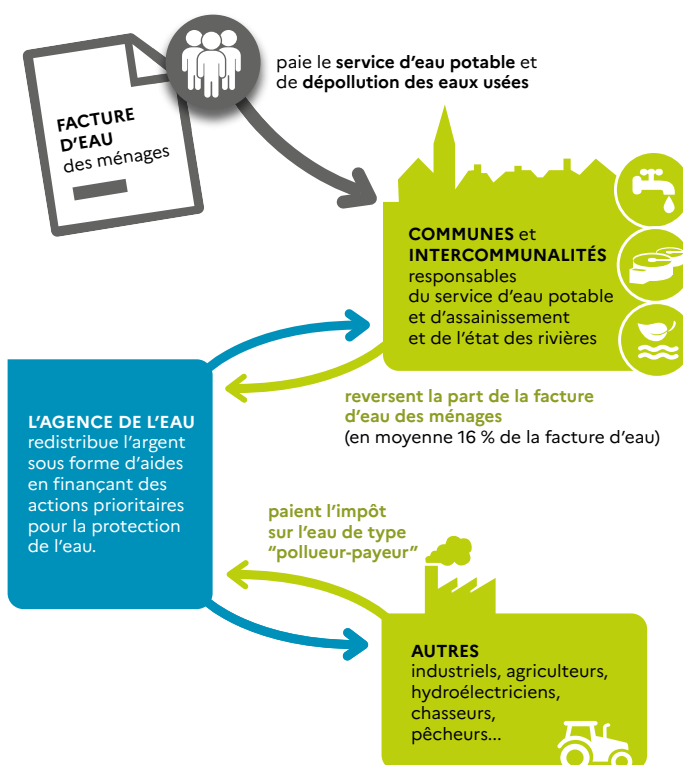 paie le service d'eau potable et
de dépollution des eaux usées
FACTURE
D'EAU
des ménages
COMMUNES et
INTERCOMMUNALITÉS
responsables
du service d'eau potable
et d'assainissement
et de l'état des rivières
reversent la part de la facture
d'eau des ménages
(en moyenne 16 % de la facture d'eau)
L'AGENCE DE L'EAU
redistribue l'argent
sous forme d'aides
en finançant des
actions prioritaires
pour la protection
de l'eau.
paient l'impôt
sur l'eau de type
"pollueur-payeur"
AUTRES
industriels, agriculteurs,
hydroélectriciens,
chasseurs,
pêcheurs...